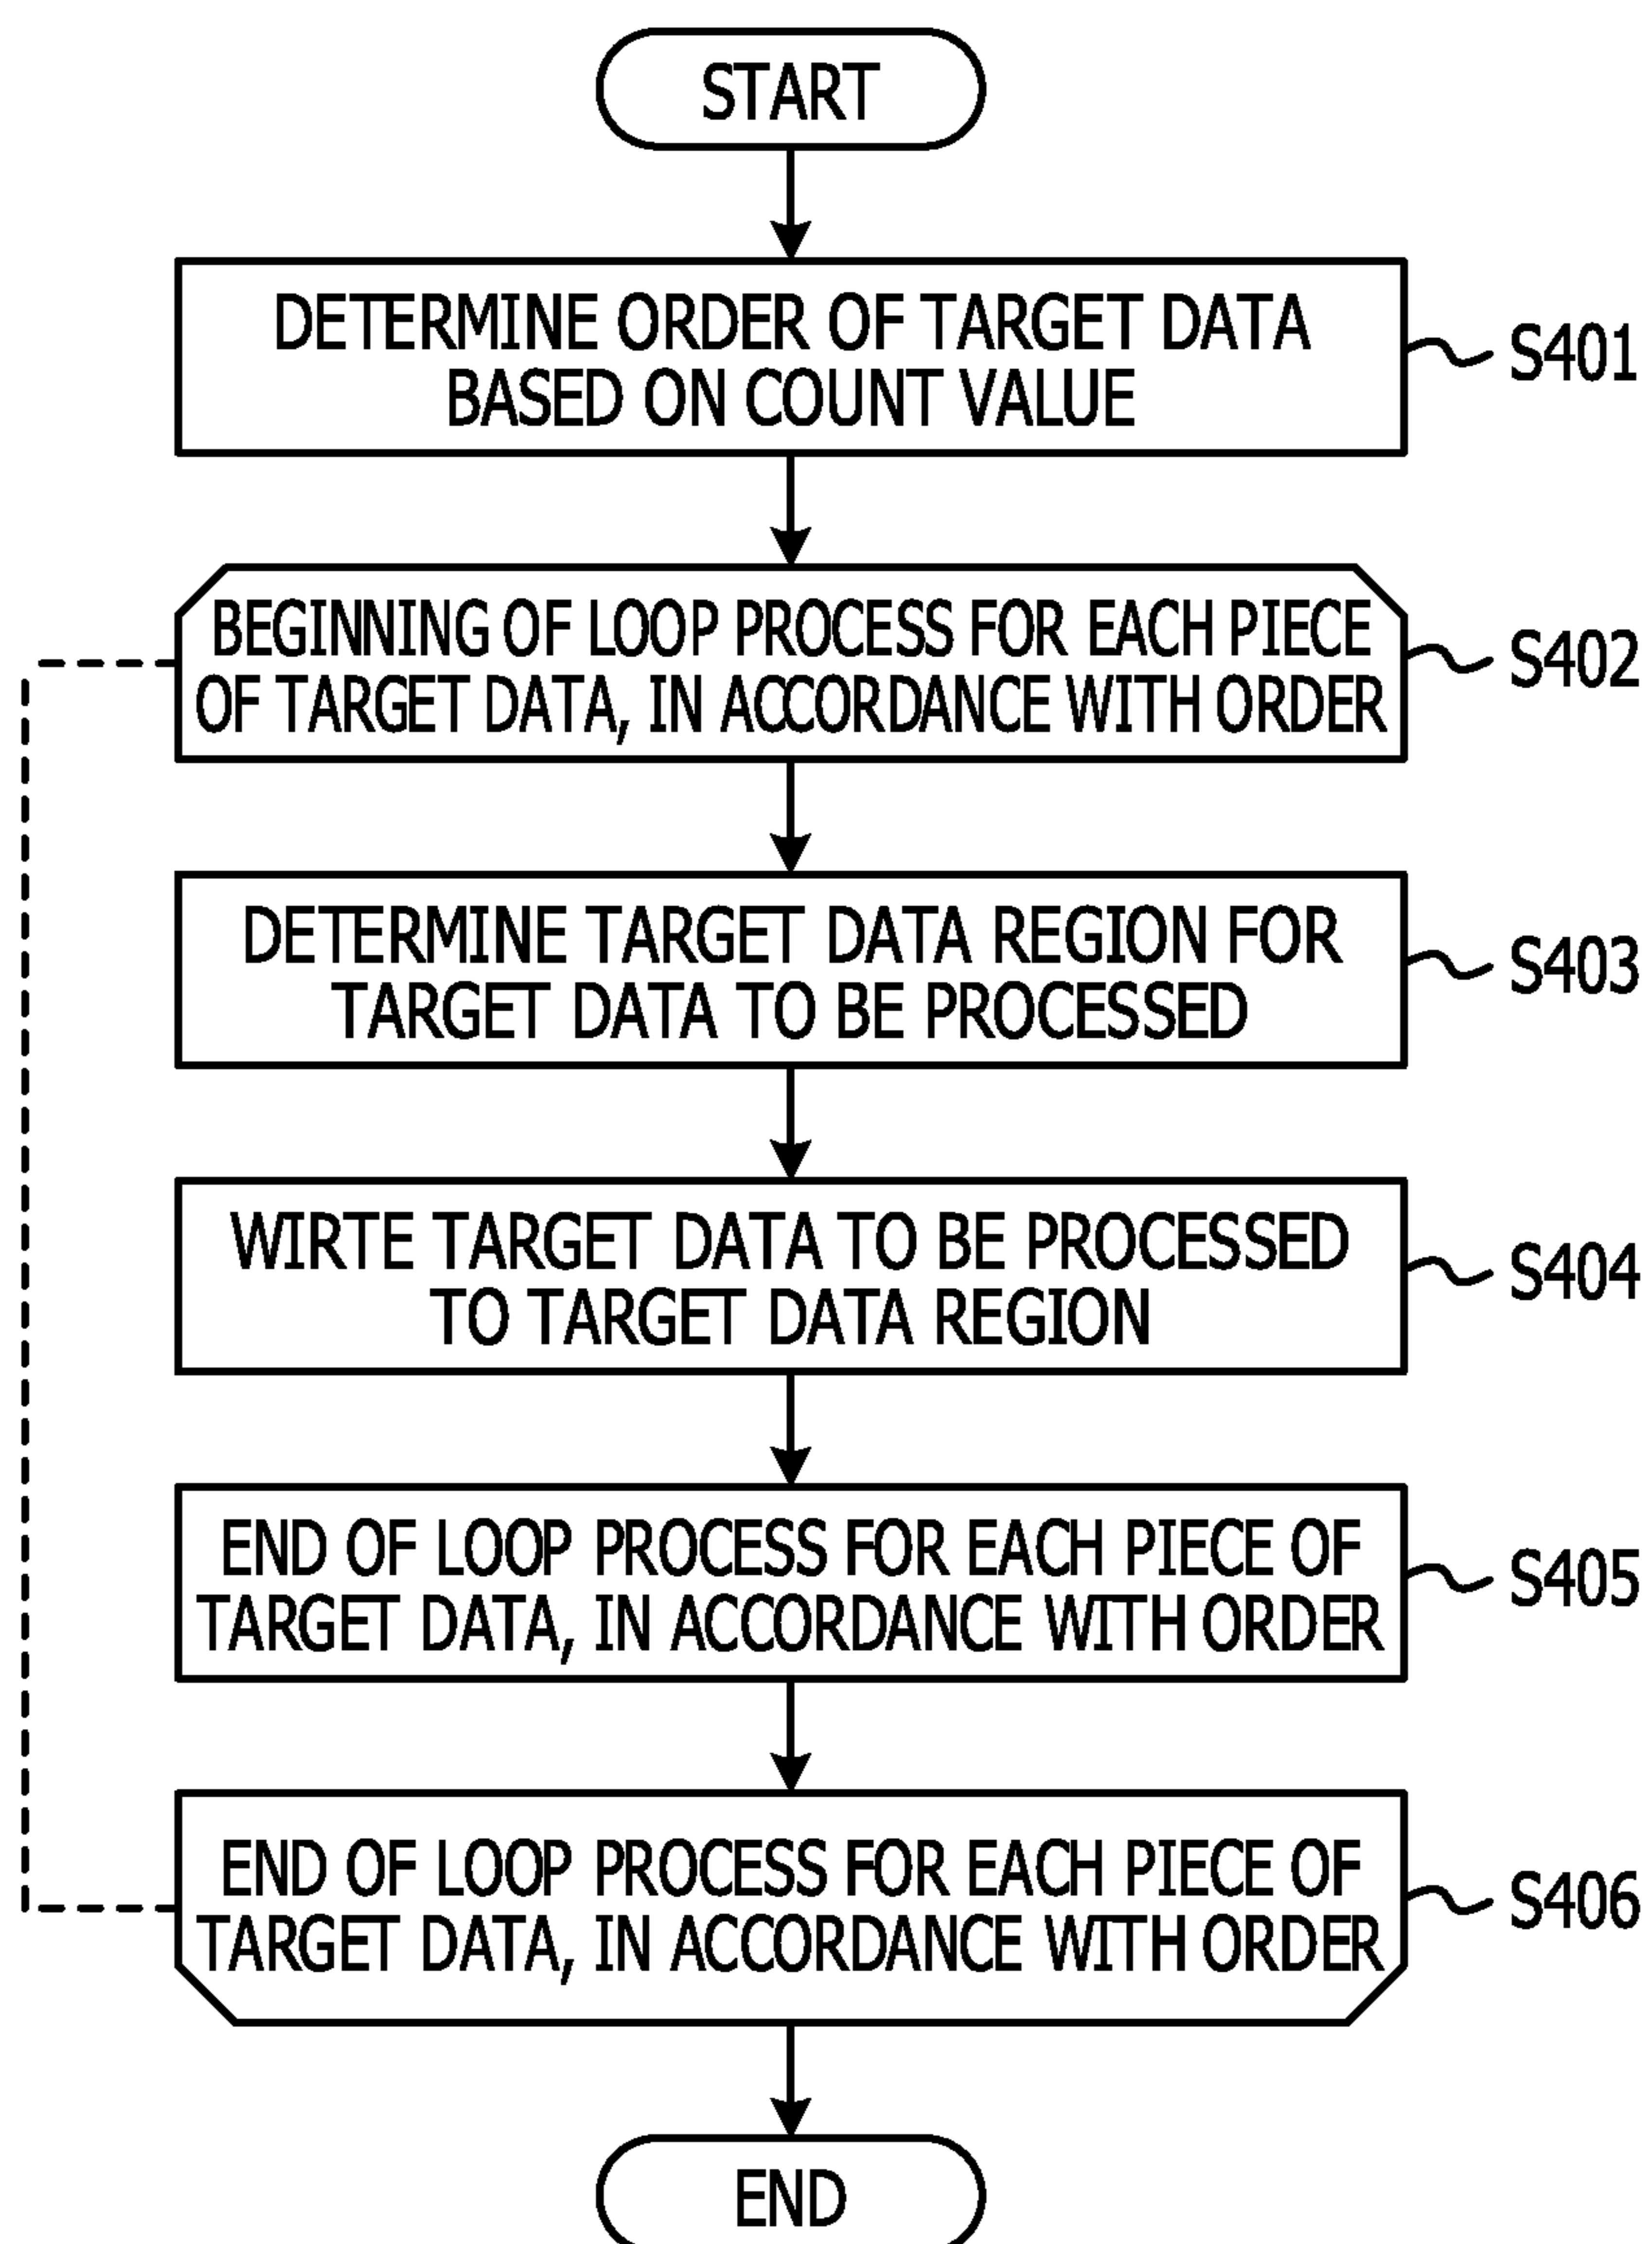 START
DETERMINE ORDER OF TARGET DATA
BASED ON COUNT VALUE
S401
BEGINNING OF LOOP PROCESS FOR EACH PIECE
OF TARGET DATA, IN ACCORDANCE WITH ORDER
S402
DETERMINE TARGET DATA REGION FOR
TARGET DATA TO BE PROCESSED
S403
WIRTE TARGET DATA TO BE PROCESSED
TO TARGET DATA REGION
S404
END OF LOOP PROCESS FOR EACH PIECE OF
TARGET DATA, IN ACCORDANCE WITH ORDER
S405
END OF LOOP PROCESS FOR EACH PIECE OF
TARGET DATA, IN ACCORDANCE WITH ORDER
S406
END